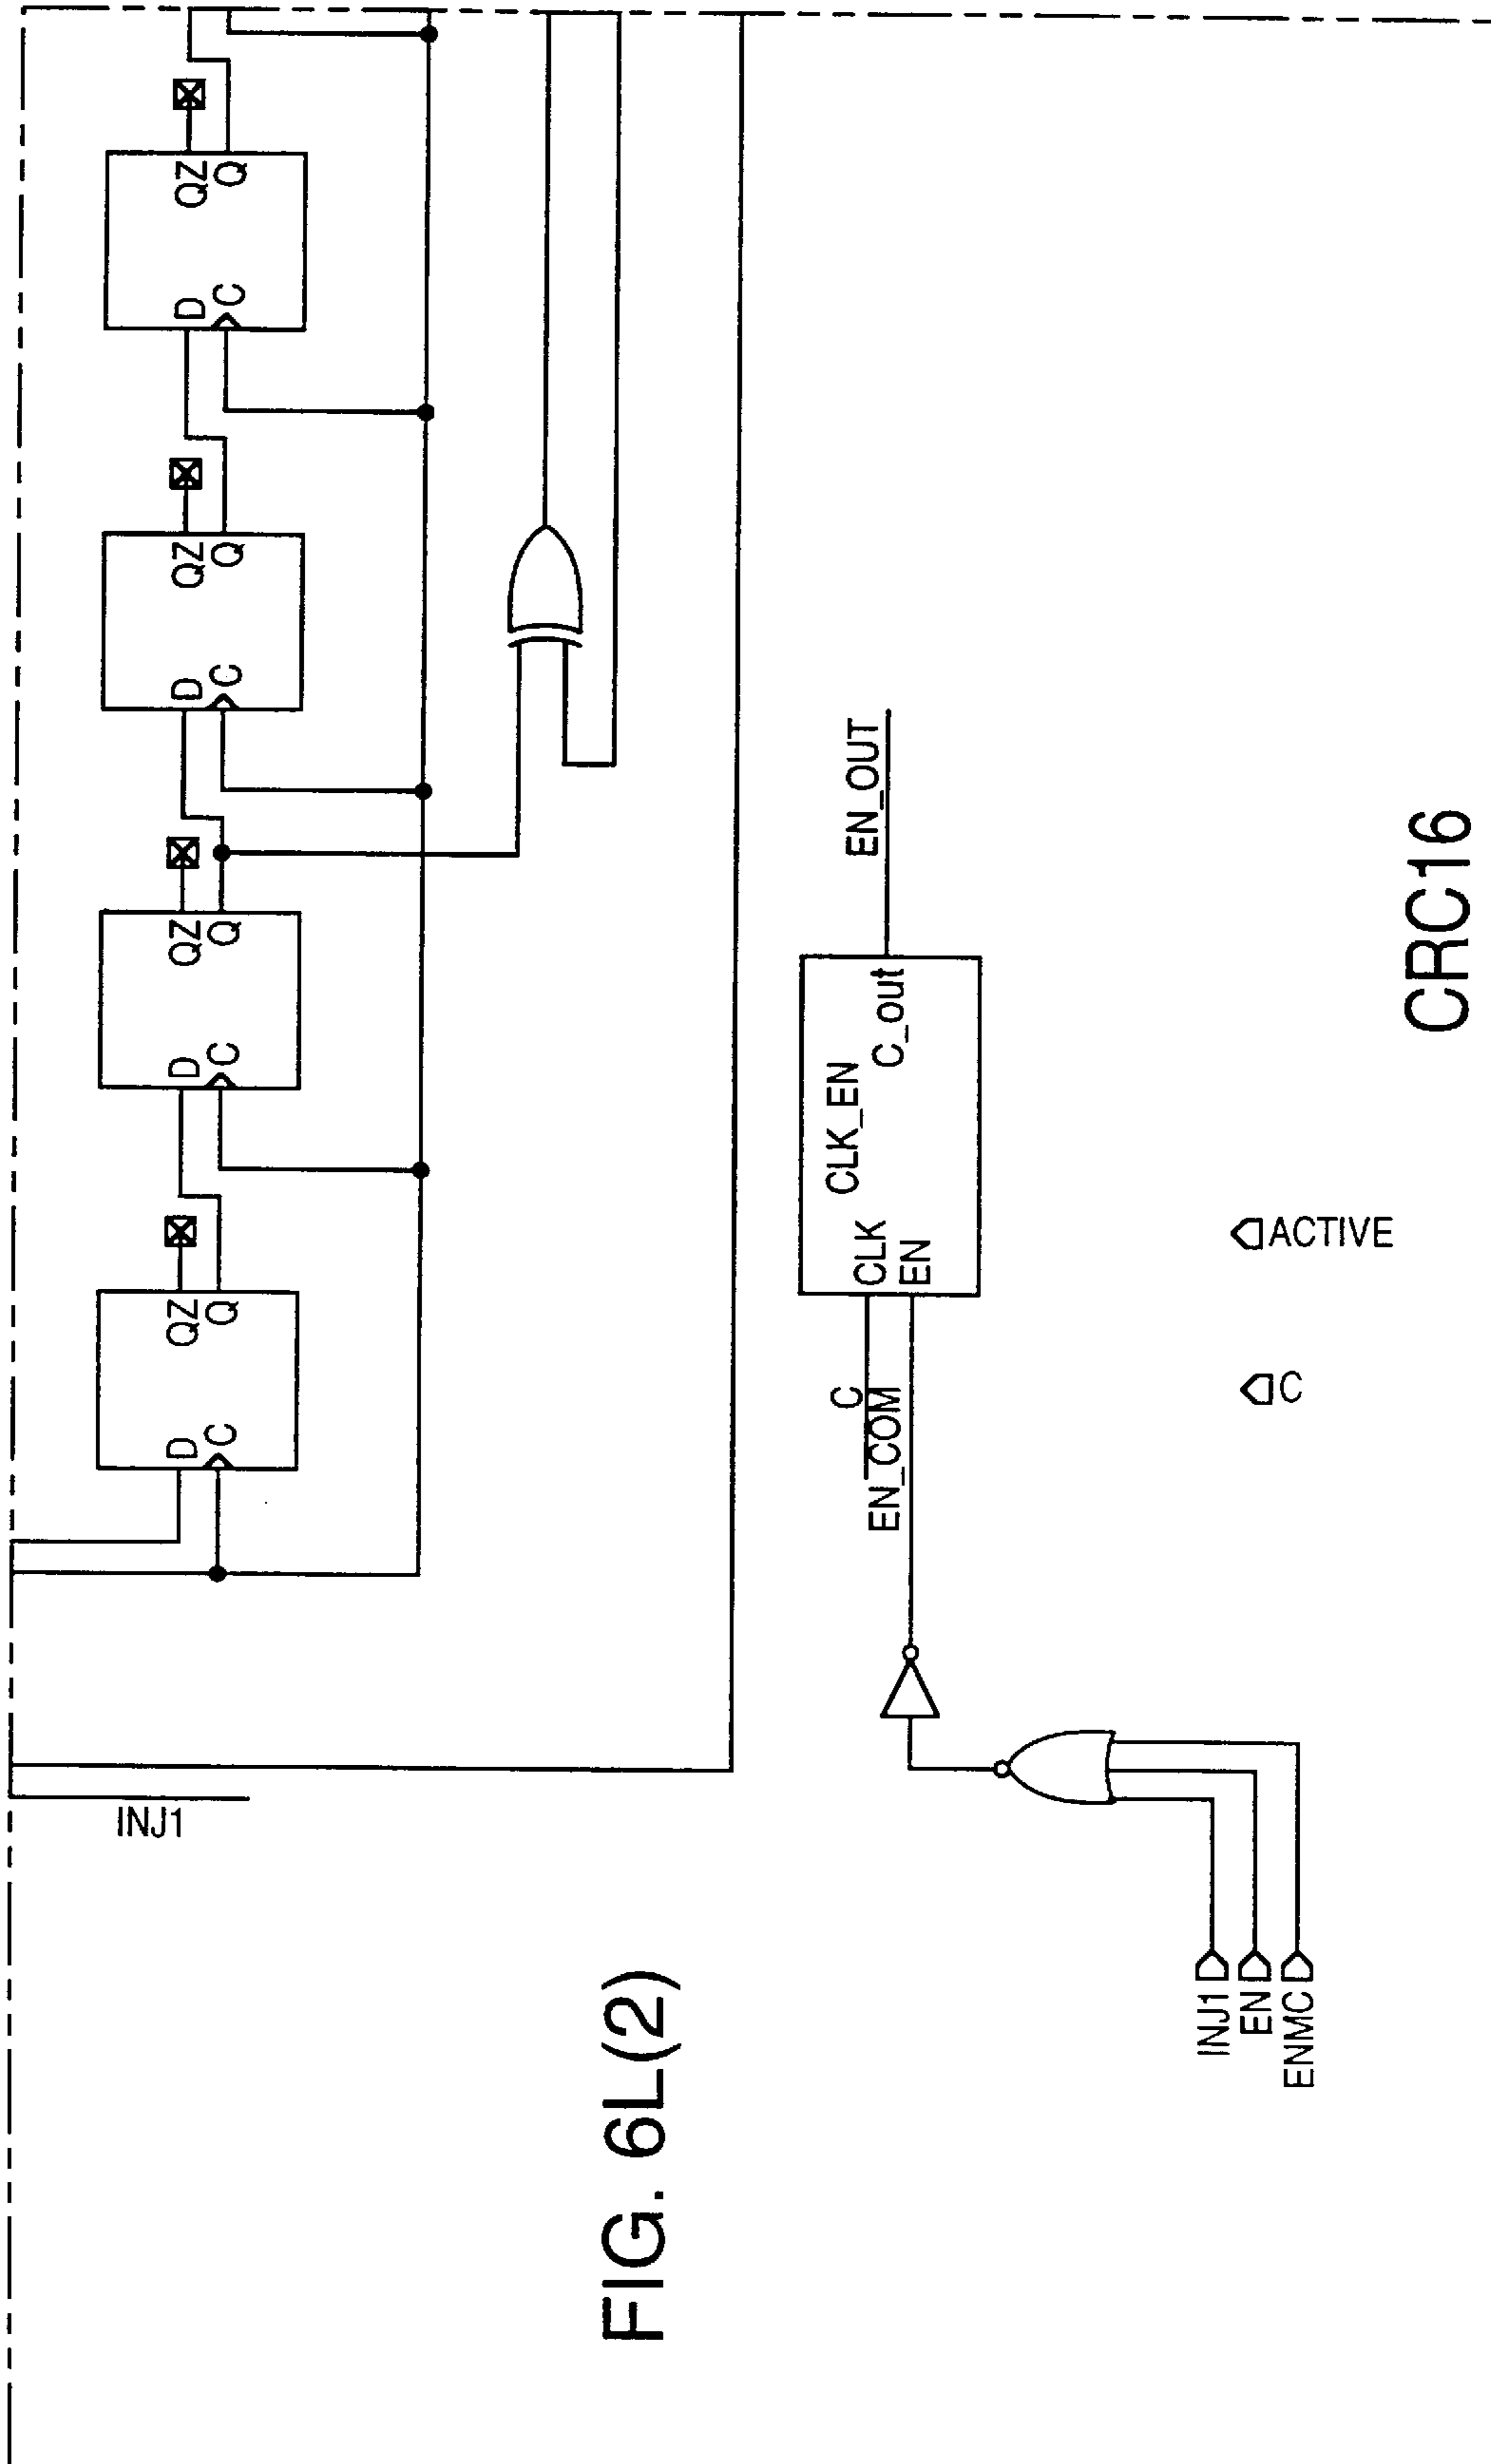 INJ1
D
C
QZ
Q
D
C
QZ
Q
D
C
QZ
Q
D
C
QZ
Q
FIG. 6L(2)
INJ1
EN
ENMC
C
EN_COM
CLK
EN
CLK_EN
C_out
EN_OUT
C
ACTIVE
CRC16